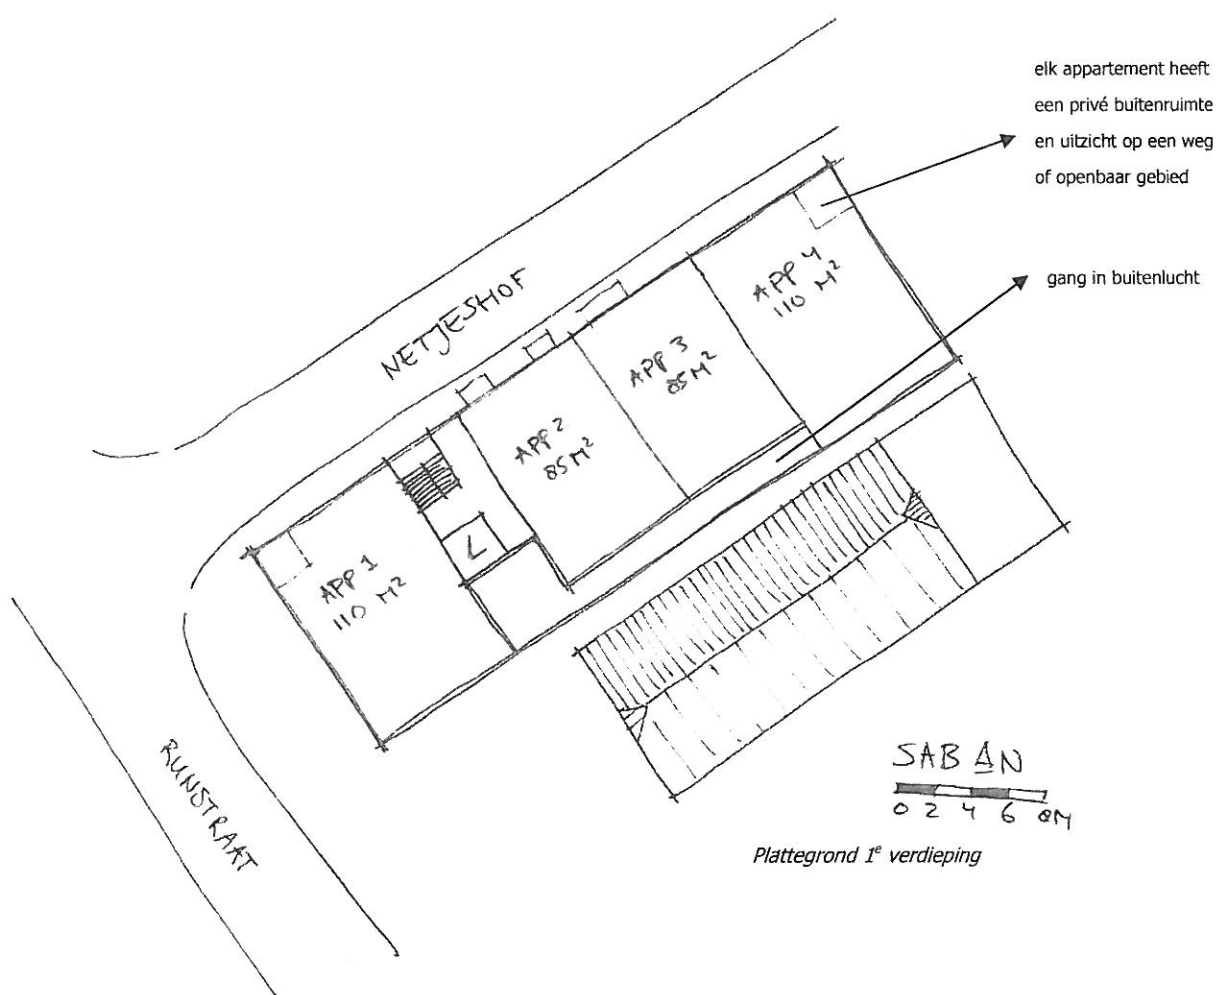 elk appartement heeft
een privé buitenruimte
en uitzicht op een weg
of openbaar gebied
gang in buitenlucht
NETJESHOF
APP 4
110 M²
APP 3
85 M²
APP 2
85 M²
L
APP 1
110 M²
RUNSTRAAT
SAB N
0 2 4 6 8M
Plattegrond 1e verdieping